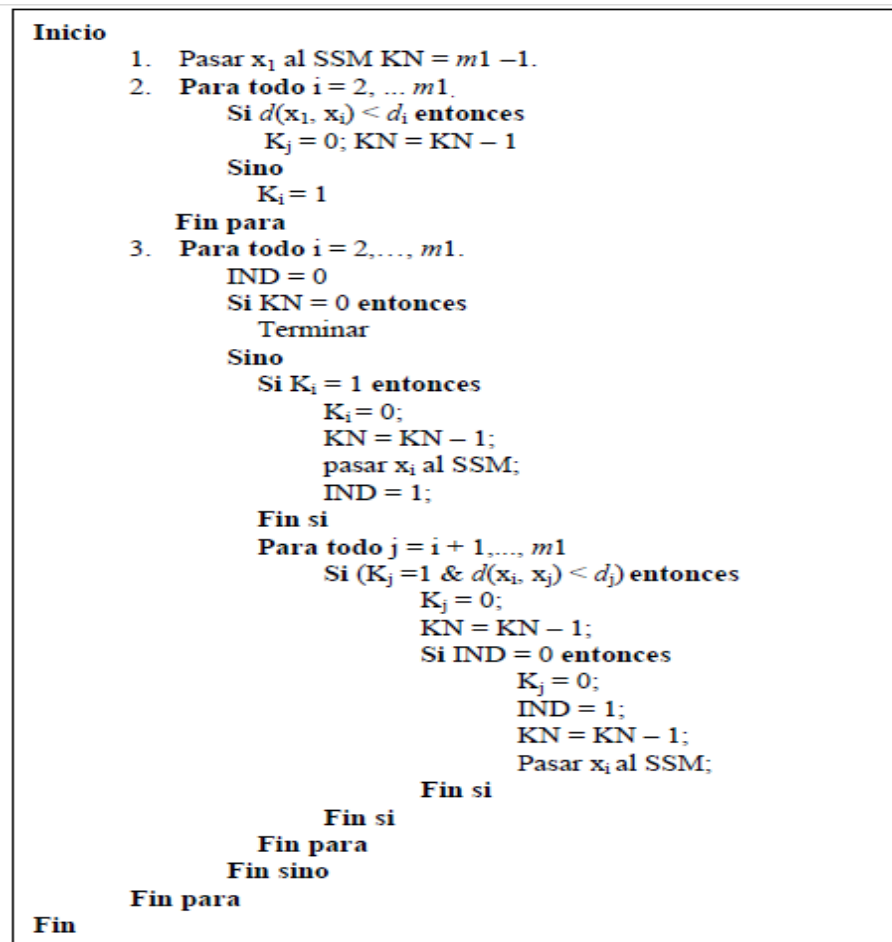 Inicio
1. Pasar x₁ al SSM KN = m1 –1.
2. Para todo i = 2, ... m1.
Si d(x₁, xᵢ) < dᵢ entonces
Kⱼ = 0; KN = KN – 1
Sino
Kᵢ = 1
Fin para
3. Para todo i = 2,…, m1.
IND = 0
Si KN = 0 entonces
Terminar
Sino
Si Kᵢ = 1 entonces
Kᵢ = 0;
KN = KN – 1;
pasar xᵢ al SSM;
IND = 1;
Fin si
Para todo j = i + 1,..., m1
Si (Kⱼ =1 & d(xᵢ, xⱼ) < dⱼ) entonces
Kⱼ = 0;
KN = KN – 1;
Si IND = 0 entonces
Kⱼ = 0;
IND = 1;
KN = KN – 1;
Pasar xᵢ al SSM;
Fin si
Fin si
Fin para
Fin sino
Fin para
Fin